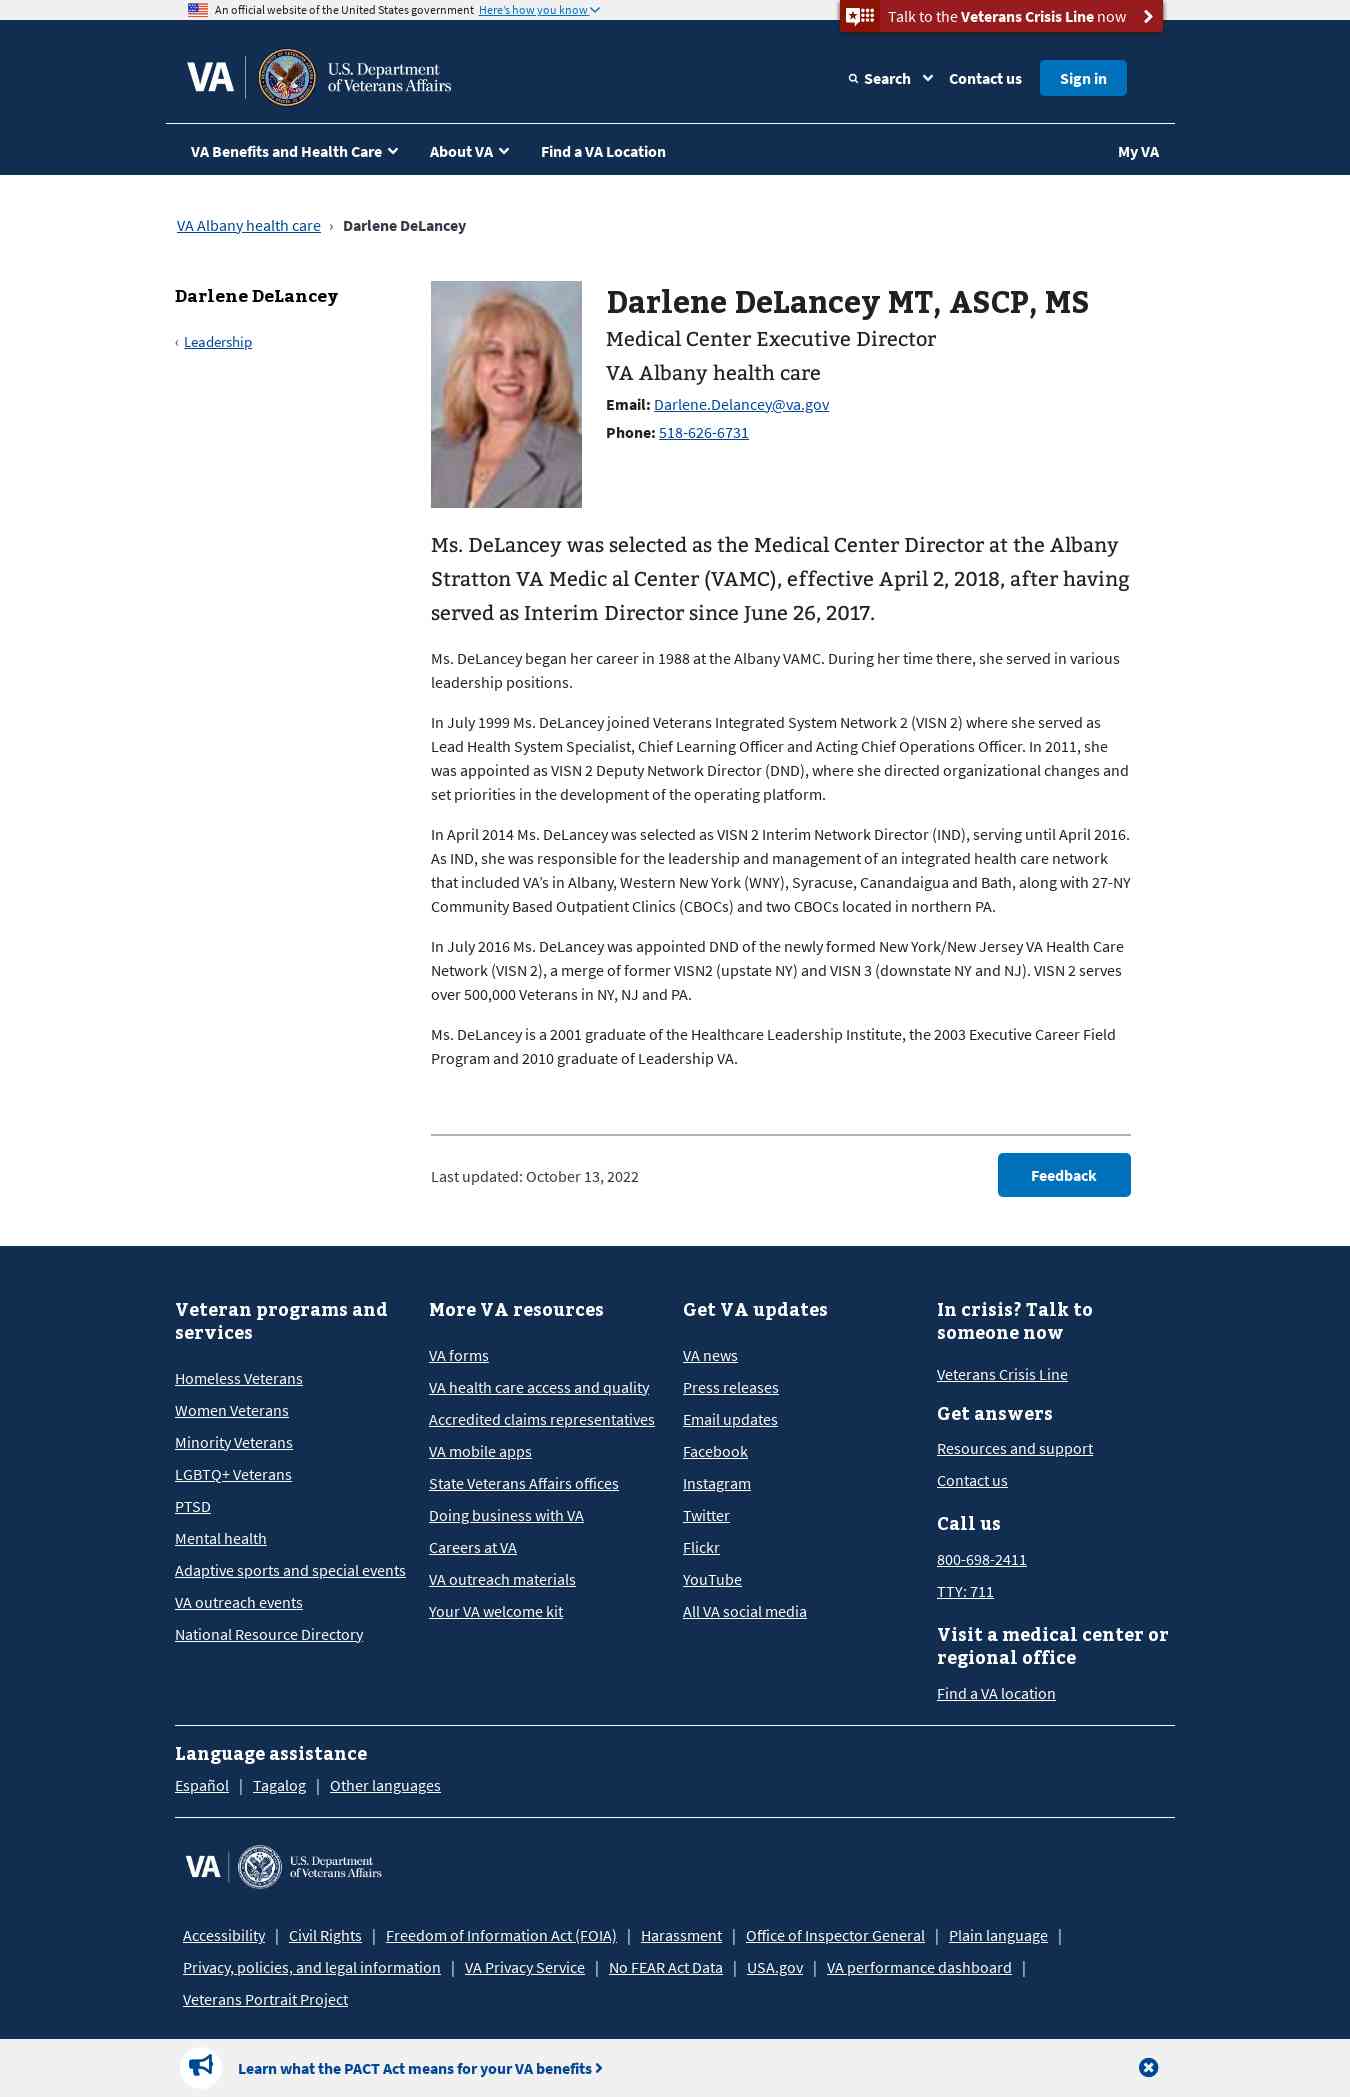 An official website of the United States government Here's how you know
Talk to the Veterans Crisis Line now
VA
U.S. Department
of Veterans Affairs
Search
Contact us
Sign in
VA Benefits and Health Care
About VA
Find a VA Location
My VA
VA Albany health care › Darlene DeLancey
Darlene DeLancey
‹ Leadership
Darlene DeLancey MT, ASCP, MS
Medical Center Executive Director
VA Albany health care
Email: Darlene.Delancey@va.gov
Phone: 518-626-6731
Ms. DeLancey was selected as the Medical Center Director at the Albany
Stratton VA Medic al Center (VAMC), effective April 2, 2018, after having
served as Interim Director since June 26, 2017.
Ms. DeLancey began her career in 1988 at the Albany VAMC. During her time there, she served in various
leadership positions.
In July 1999 Ms. DeLancey joined Veterans Integrated System Network 2 (VISN 2) where she served as
Lead Health System Specialist, Chief Learning Officer and Acting Chief Operations Officer. In 2011, she
was appointed as VISN 2 Deputy Network Director (DND), where she directed organizational changes and
set priorities in the development of the operating platform.
In April 2014 Ms. DeLancey was selected as VISN 2 Interim Network Director (IND), serving until April 2016.
As IND, she was responsible for the leadership and management of an integrated health care network
that included VA's in Albany, Western New York (WNY), Syracuse, Canandaigua and Bath, along with 27-NY
Community Based Outpatient Clinics (CBOCs) and two CBOCs located in northern PA.
In July 2016 Ms. DeLancey was appointed DND of the newly formed New York/New Jersey VA Health Care
Network (VISN 2), a merge of former VISN2 (upstate NY) and VISN 3 (downstate NY and NJ). VISN 2 serves
over 500,000 Veterans in NY, NJ and PA.
Ms. DeLancey is a 2001 graduate of the Healthcare Leadership Institute, the 2003 Executive Career Field
Program and 2010 graduate of Leadership VA.
Last updated: October 13, 2022
Feedback
Veteran programs and
services
Homeless Veterans
Women Veterans
Minority Veterans
LGBTQ+ Veterans
PTSD
Mental health
Adaptive sports and special events
VA outreach events
National Resource Directory
More VA resources
VA forms
VA health care access and quality
Accredited claims representatives
VA mobile apps
State Veterans Affairs offices
Doing business with VA
Careers at VA
VA outreach materials
Your VA welcome kit
Get VA updates
VA news
Press releases
Email updates
Facebook
Instagram
Twitter
Flickr
YouTube
All VA social media
In crisis? Talk to
someone now
Veterans Crisis Line
Get answers
Resources and support
Contact us
Call us
800-698-2411
TTY: 711
Visit a medical center or
regional office
Find a VA location
Language assistance
Español | Tagalog | Other languages
VA
U.S. Department
of Veterans Affairs
Accessibility | Civil Rights | Freedom of Information Act (FOIA) | Harassment | Office of Inspector General | Plain language |
Privacy, policies, and legal information | VA Privacy Service | No FEAR Act Data | USA.gov | VA performance dashboard |
Veterans Portrait Project
Learn what the PACT Act means for your VA benefits